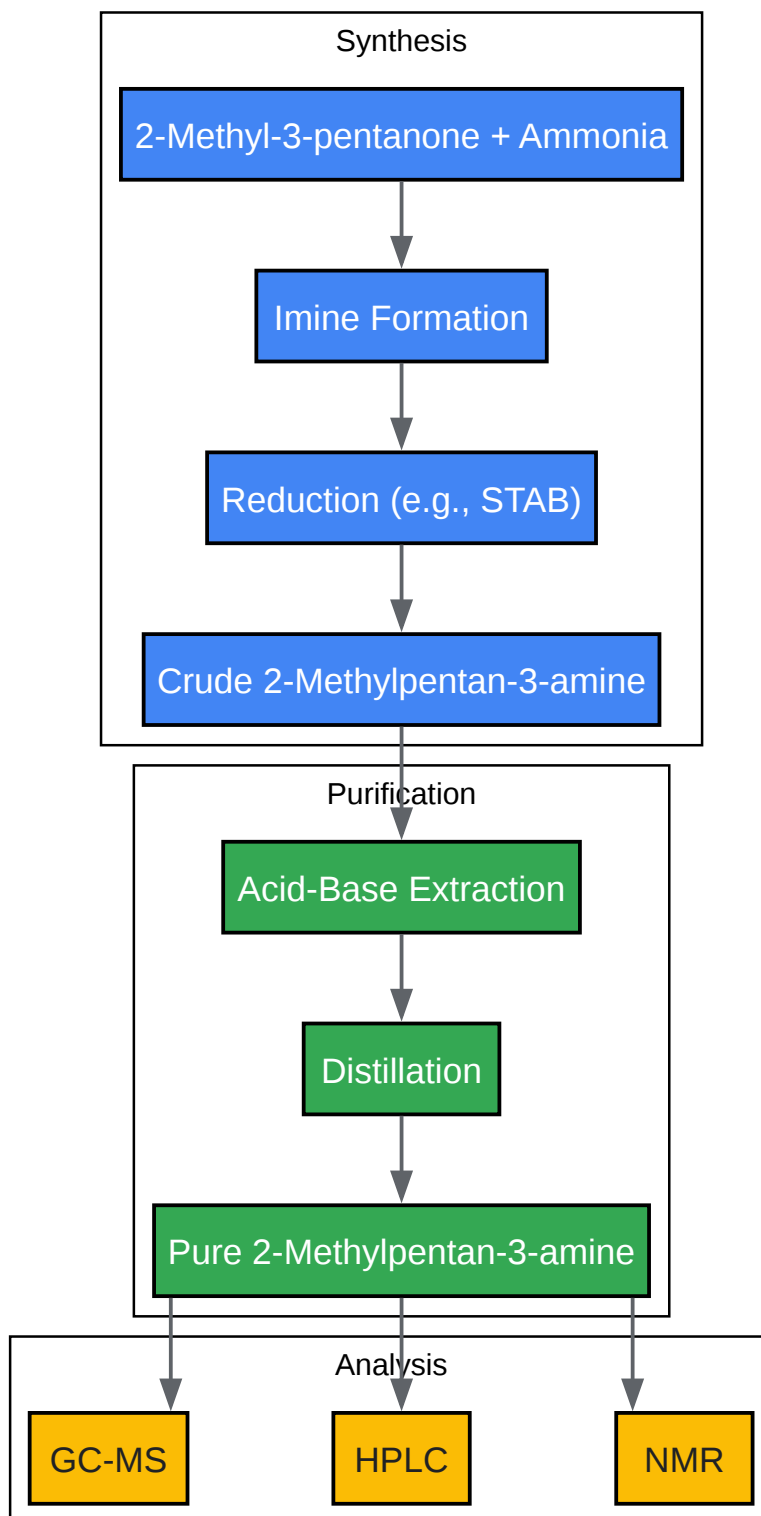 Synthesis
2-Methyl-3-pentanone + Ammonia
Imine Formation
Reduction (e.g., STAB)
Crude 2-Methylpentan-3-amine
Purification
Acid-Base Extraction
Distillation
Pure 2-Methylpentan-3-amine
Analysis
GC-MS
HPLC
NMR